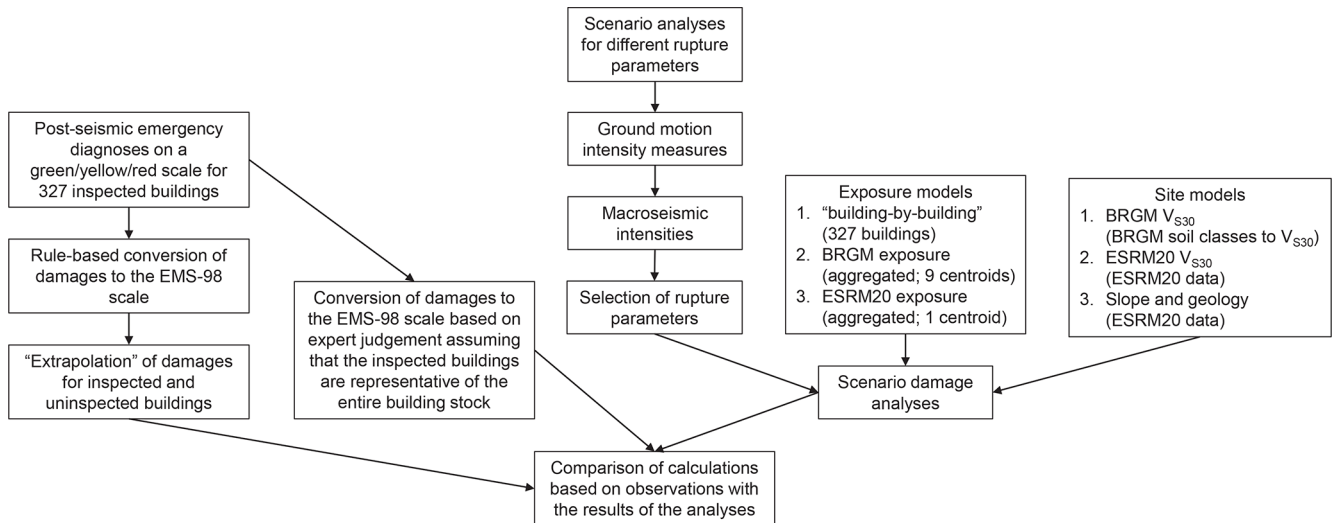 Scenario analyses
for different rupture
parameters
Post-seismic emergency
diagnoses on a
green/yellow/red scale for
327 inspected buildings
Ground motion
intensity measures
Rule-based conversion of
damages to the EMS-98
scale
Macroseismic
intensities
Exposure models
1. “building-by-building”
(327 buildings)
2. BRGM exposure
(aggregated; 9 centroids)
3. ESRM20 exposure
(aggregated; 1 centroid)
Site models
1. BRGM VS30
(BRGM soil classes to VS30)
2. ESRM20 VS30
(ESRM20 data)
3. Slope and geology
(ESRM20 data)
Conversion of damages to
the EMS-98 scale based on
expert judgement assuming
that the inspected buildings
are representative of the
entire building stock
Selection of rupture
parameters
“Extrapolation” of damages
for inspected and
uninspected buildings
Scenario damage
analyses
Comparison of calculations
based on observations with
the results of the analyses